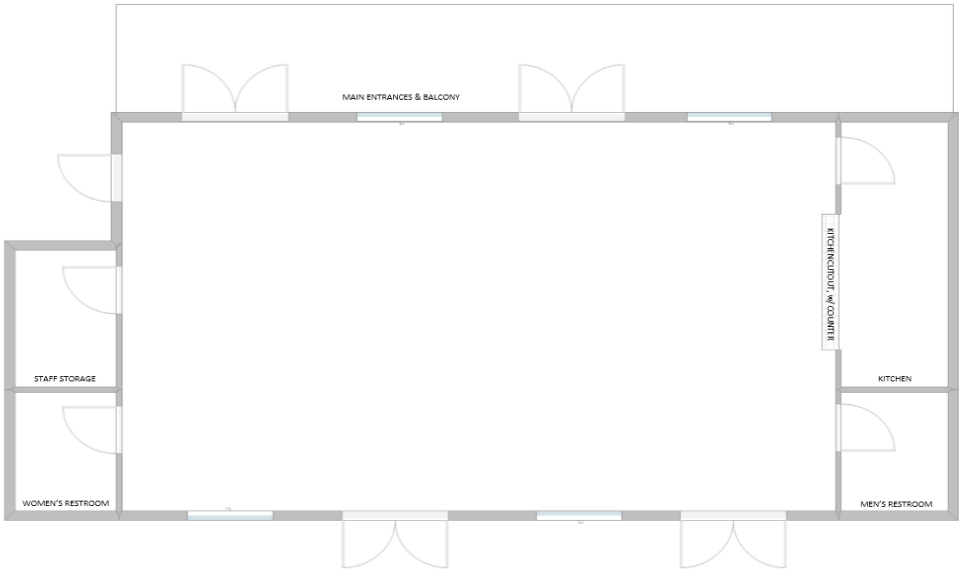 MAIN ENTRANCES & BALCONY
KITCHENCUTOUT, w/ COUNTER
STAFF STORAGE
KITCHEN
WOMEN'S RESTROOM
MEN'S RESTROOM